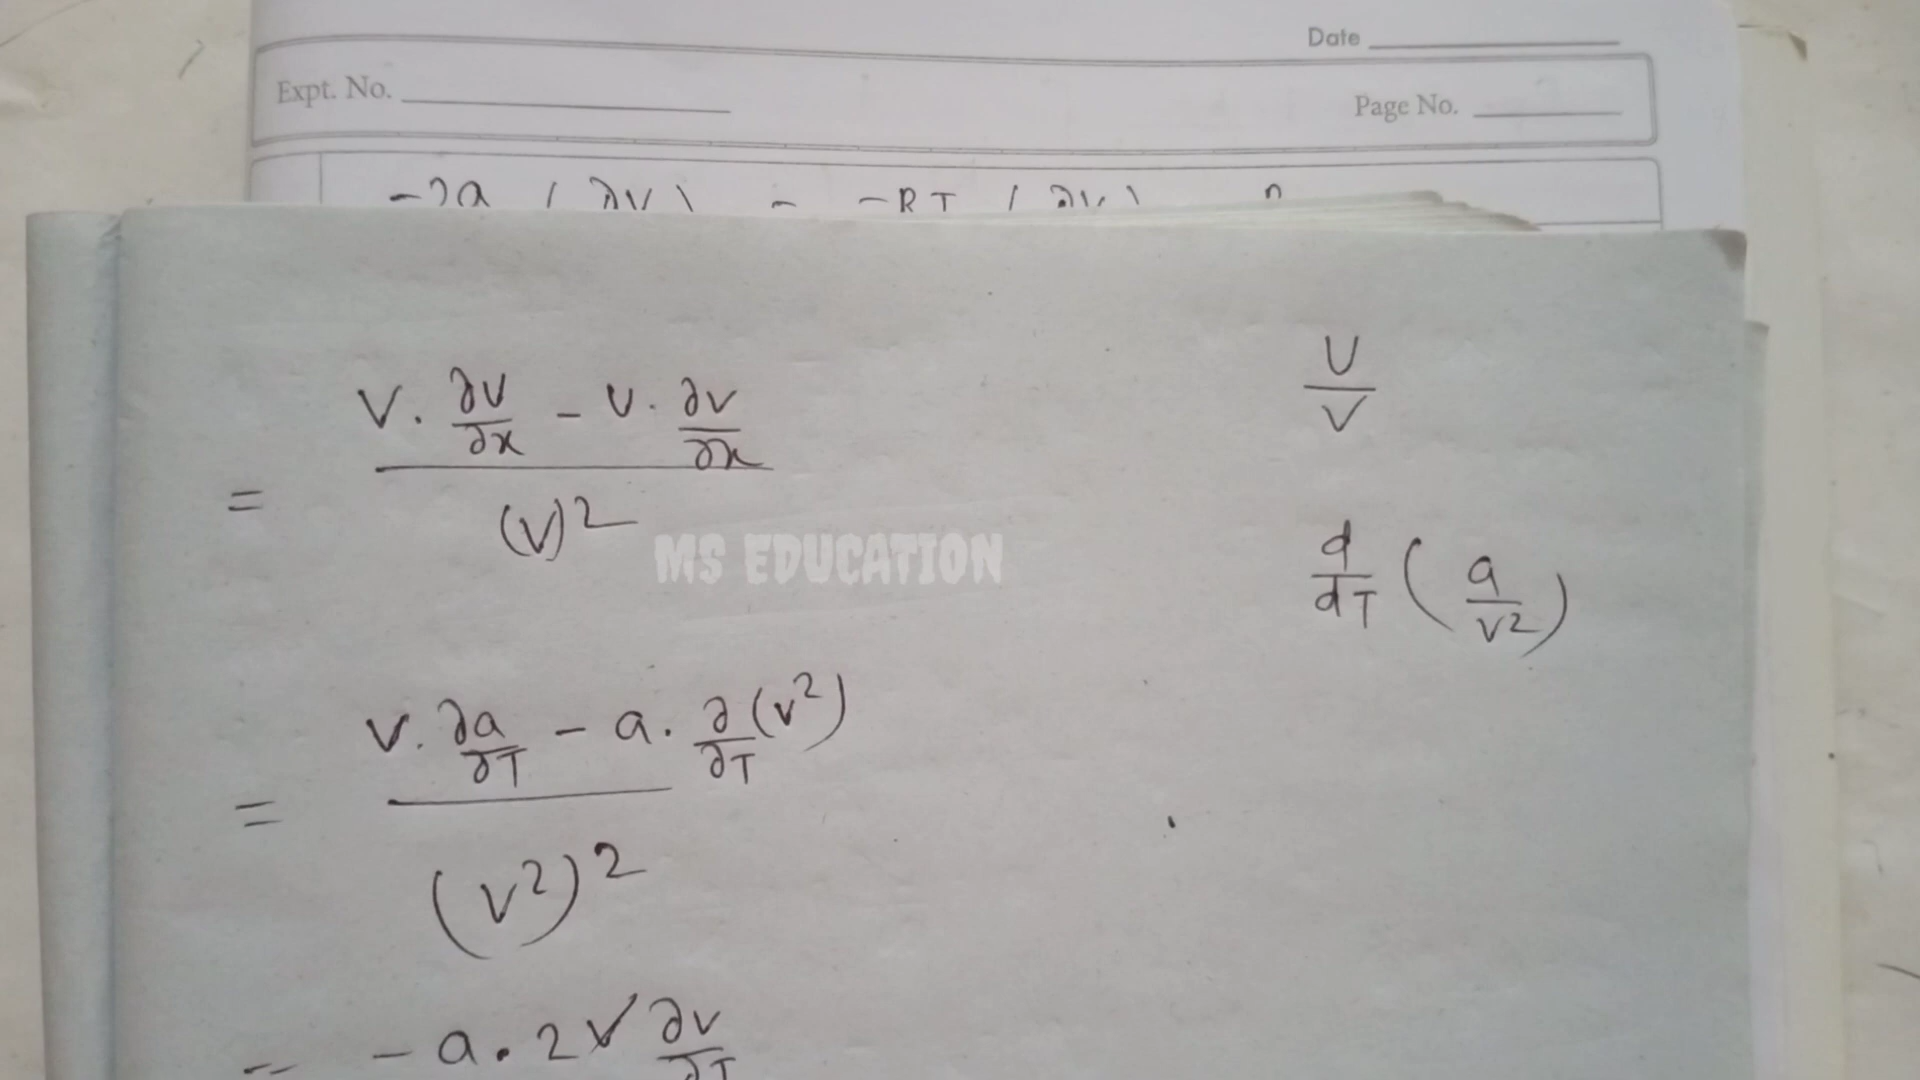 Date
Expt. No.
Page No.
U/V
= (V. ∂U/∂x - U. ∂V/∂x) / (V)²
MS EDUCATION
d/dT (a/V²)
= (V. ∂a/∂T - a. ∂/∂T (V²)) / (V²)²
= - a. 2V ∂V/∂T